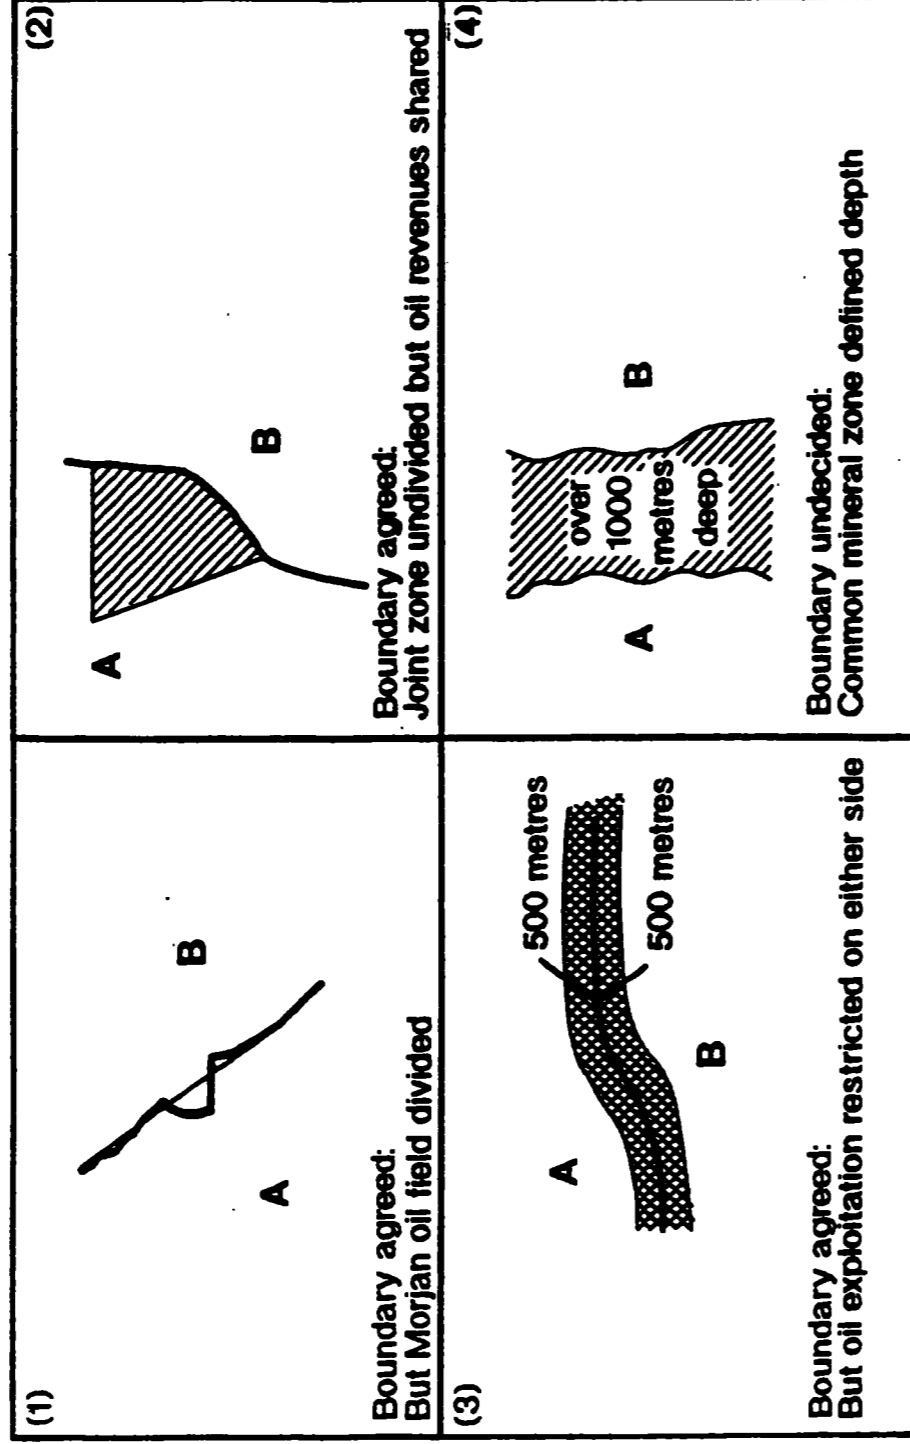 (1)
B
A
Boundary agreed:
But Morjan oil field divided
(2)
A
B
Boundary agreed:
Joint zone undivided but oil revenues shared
(3)
500 metres
A
500 metres
B
Boundary agreed:
But oil exploitation restricted on either side
(4)
over
1000
metres
deep
A
B
Boundary undecided:
Common mineral zone defined depth